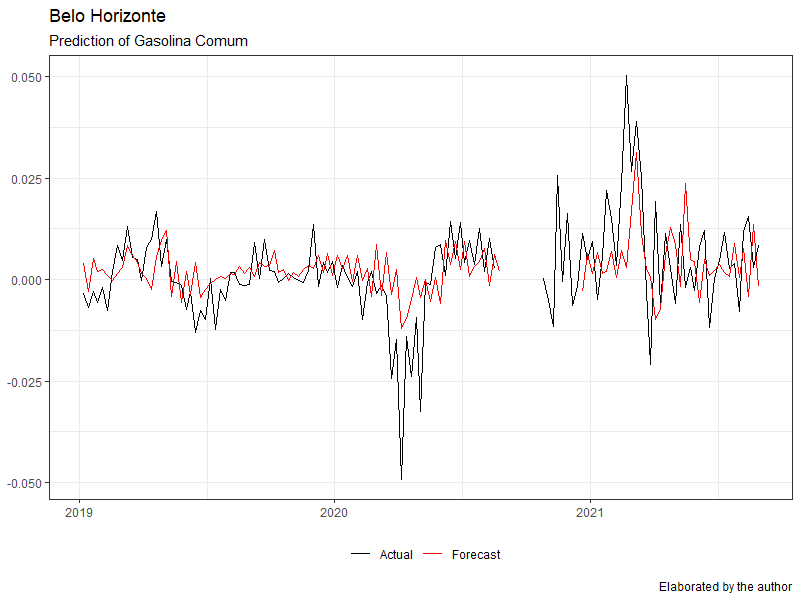 Belo Horizonte
Prediction of Gasolina Comum
0.050
0.025
0.000
-0.025
-0.050
2019 2020 2021
Actual Forecast
Elaborated by the author